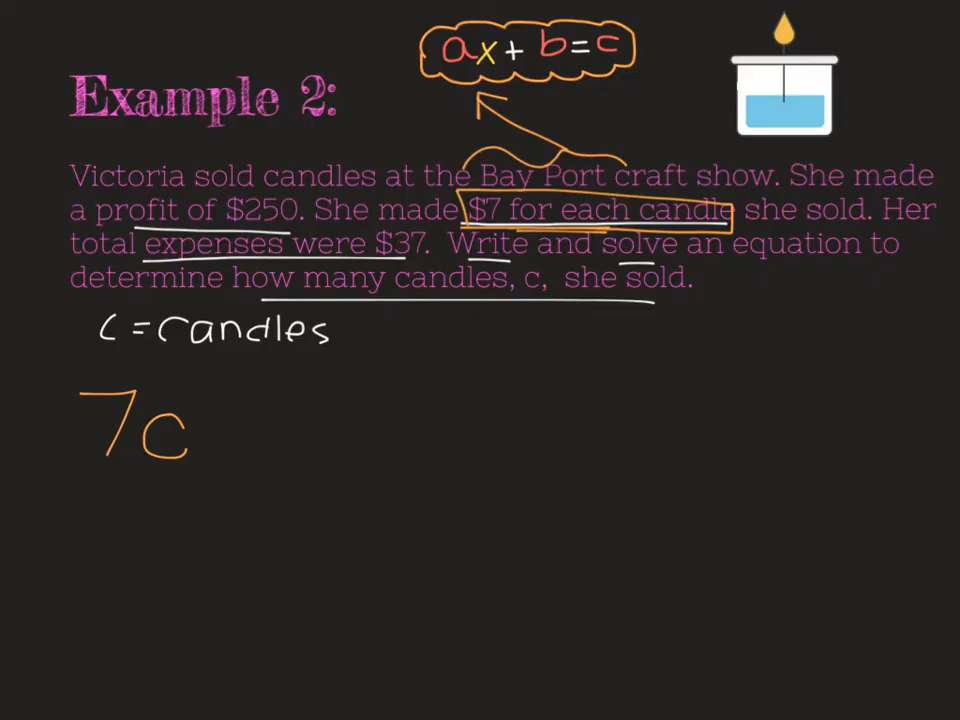 ax + b = c
Example 2:
Victoria sold candles at the Bay Port craft show. She made
a profit of $250. She made $7 for each candle she sold. Her
total expenses were $37. Write and solve an equation to
determine how many candles, c, she sold.
c = candles
7c